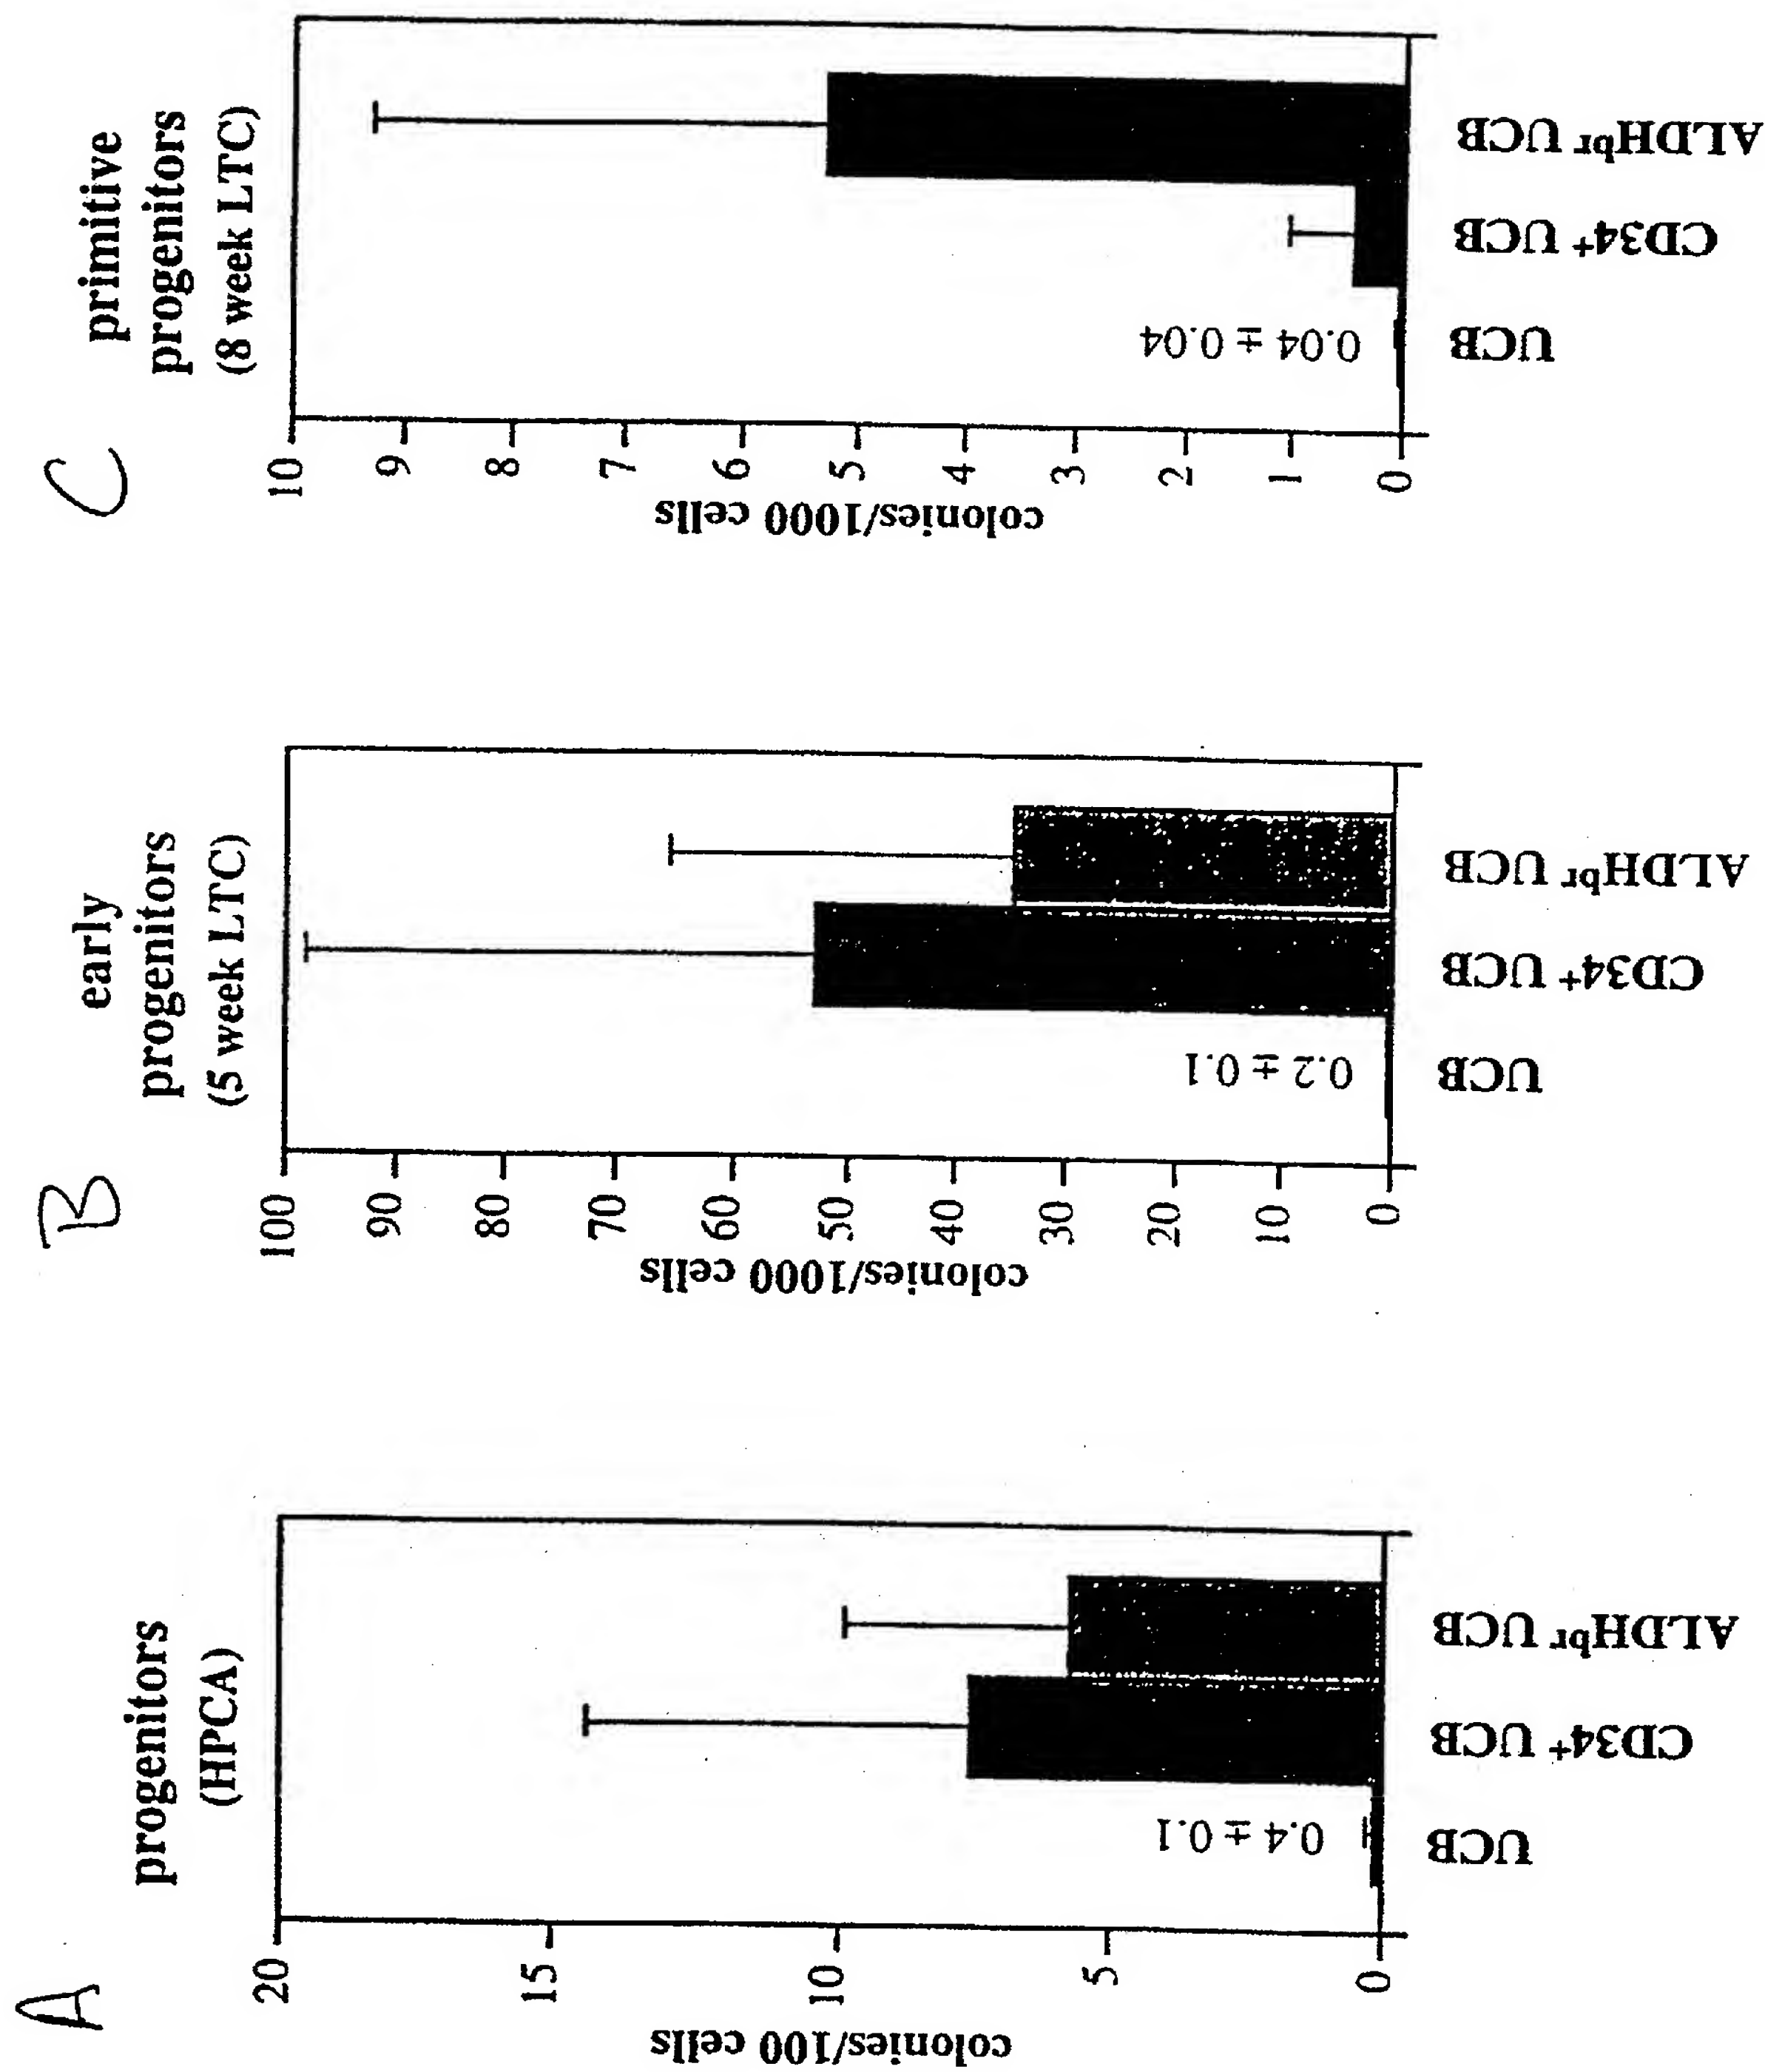 A
progenitors
(HPCA)
colonies/100 cells
20
15
10
5
0
0.4 ± 0.1
UCB
CD34+ UCB
ALDHbr UCB
B
early
progenitors
(5 week LTC)
colonies/1000 cells
100
90
80
70
60
50
40
30
20
10
0
0.2 ± 0.1
UCB
CD34+ UCB
ALDHbr UCB
C
primitive
progenitors
(8 week LTC)
colonies/1000 cells
10
9
8
7
6
5
4
3
2
1
0
0.04 ± 0.04
UCB
CD34+ UCB
ALDHbr UCB